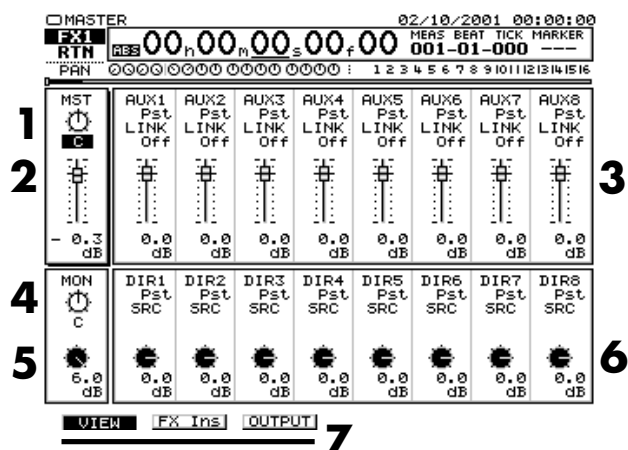 MASTER 02/10/2001 00:00:00
FX1 RTN ABS 00h00m00s00f00 MEAS BEAT TICK MARKER
001-01-000 ---
PAN 1 2 3 4 5 6 7 8 9 10 11 12 13 14 15 16
MST AUX1 AUX2 AUX3 AUX4 AUX5 AUX6 AUX7 AUX8
1 Pst Pst Pst Pst Pst Pst Pst Pst
LINK LINK LINK LINK LINK LINK LINK LINK
C Off Off Off Off Off Off Off Off
2 3
- 0.3 0.0 0.0 0.0 0.0 0.0 0.0 0.0 0.0
dB dB dB dB dB dB dB dB dB
MON DIR1 DIR2 DIR3 DIR4 DIR5 DIR6 DIR7 DIR8
4 Pst Pst Pst Pst Pst Pst Pst Pst
C SRC SRC SRC SRC SRC SRC SRC SRC
5 6
6.0 0.0 0.0 0.0 0.0 0.0 0.0 0.0 0.0
dB dB dB dB dB dB dB dB dB
VIEW FX Ins OUTPUT 7